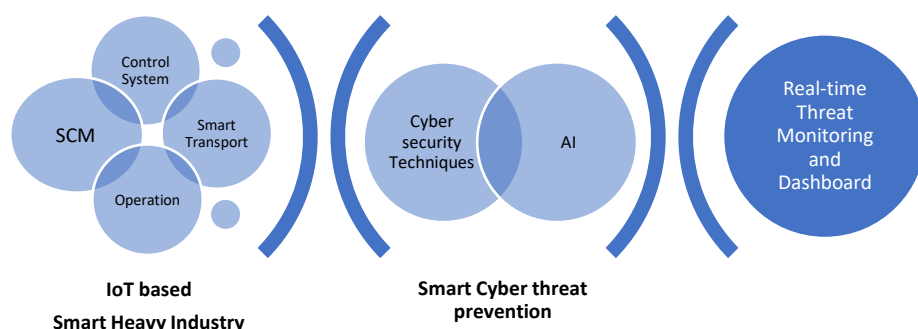 Control
System
SCM
Smart
Transport
Operation
IoT based
Smart Heavy Industry
Cyber
security
Techniques
AI
Smart Cyber threat
prevention
Real-time
Threat
Monitoring
and
Dashboard